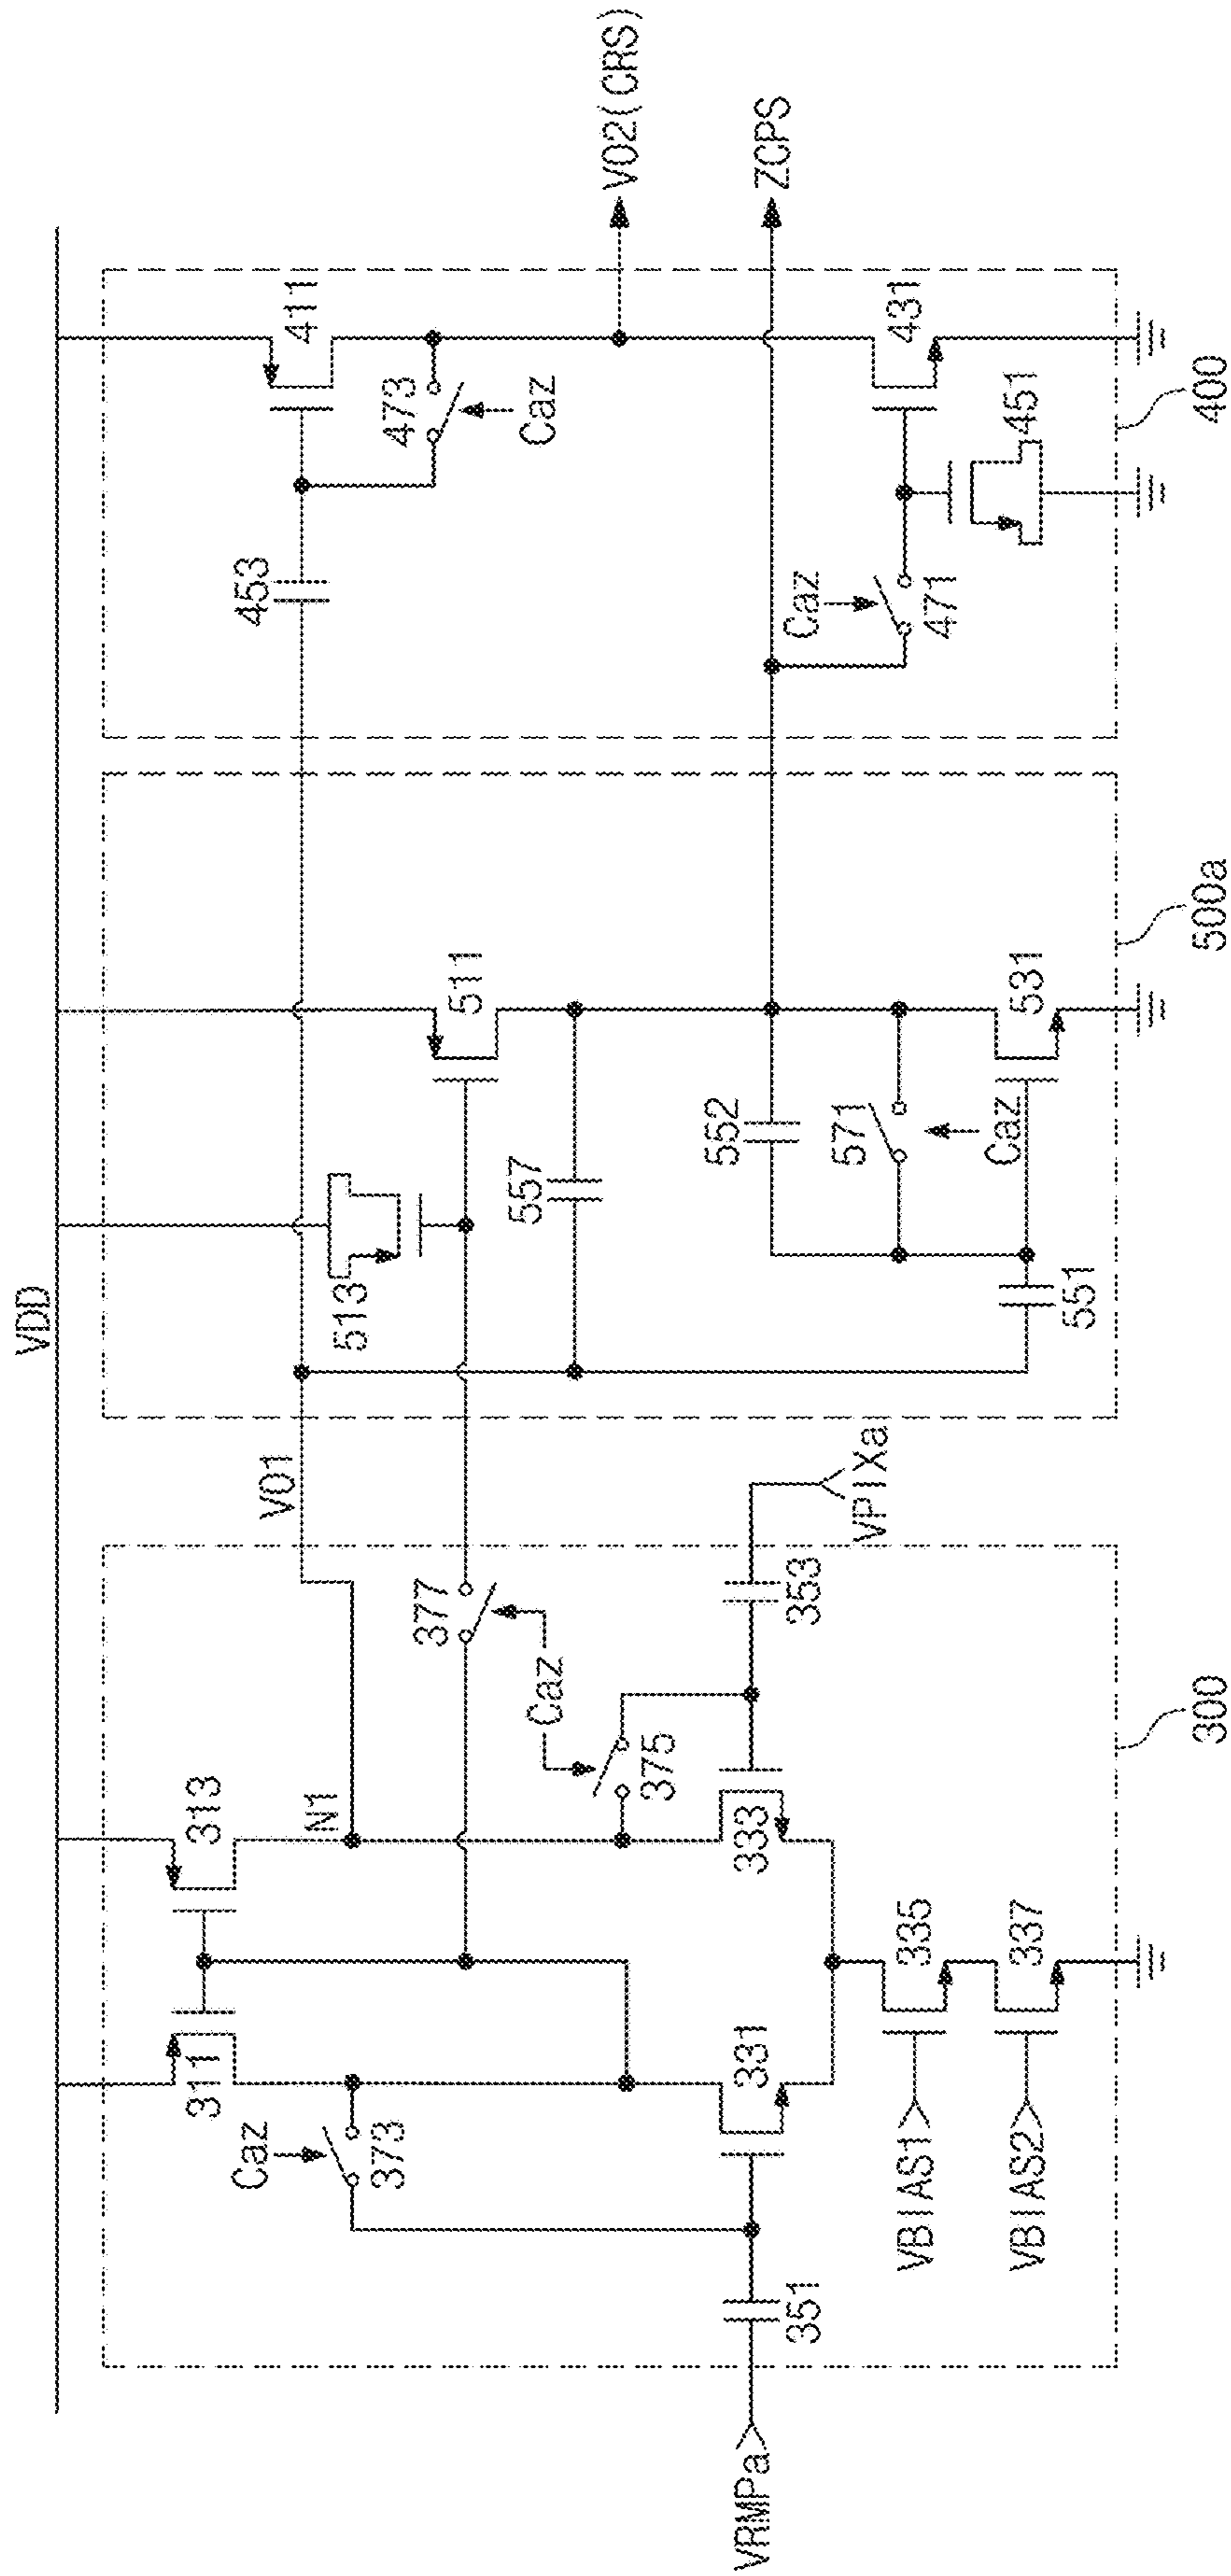 VDD
VRMPa
351
Caz
373
311
331
VBIAS1
VBIAS2
335
337
313
N1
333
375
Caz
377
353
VPIXa
300
VO1
513
511
557
552
571
Caz
551
531
500a
453
411
473
Caz
Caz
471
451
431
400
VO2(CRS)
ZCPS